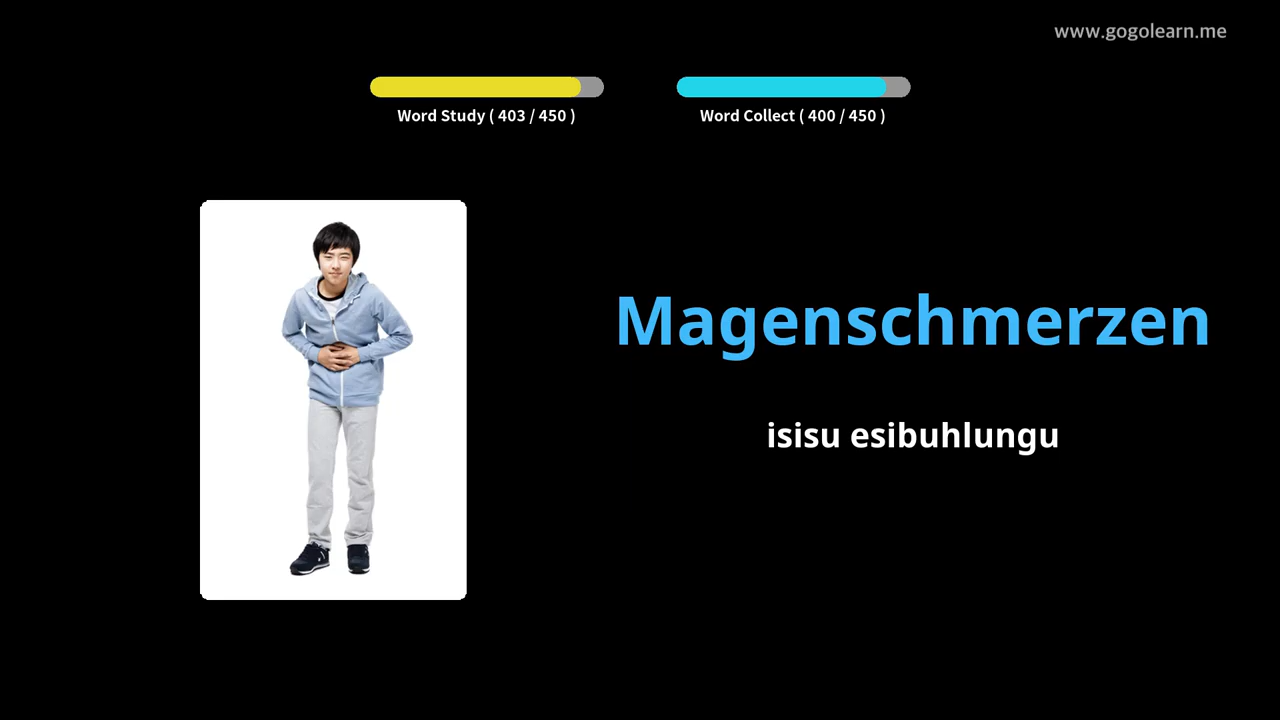 www.gogolearn.me
Word Study ( 403 / 450 )
Word Collect ( 400 / 450 )
Magenschmerzen
isisu esibuhlungu